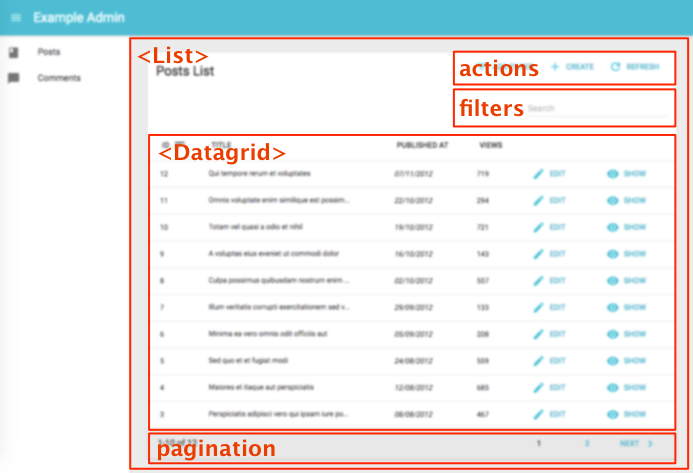 Example Admin
Posts
Comments
<List>
Posts List
actions
CREATE
REFRESH
filters
Search
<Datagrid>
ID TITLE PUBLISHED AT VIEWS
12 Qui tempore rerum et voluptates 07/11/2012 719 EDIT SHOW
11 Omnis voluptate enim similique est possim... 22/10/2012 294 EDIT SHOW
10 Totam vel quasi a odio et nihil 19/10/2012 721 EDIT SHOW
9 A voluptas eius eveniet ut commodi dolor 16/10/2012 143 EDIT SHOW
8 Culpa possimus quibusdam nostrum enim ... 02/10/2012 557 EDIT SHOW
7 Illum veritatis corrupti exercitationem sed v... 29/09/2012 133 EDIT SHOW
6 Minima ea vero omnis odit officiis aut 05/09/2012 208 EDIT SHOW
5 Sed quo et et fugiat modi 24/08/2012 559 EDIT SHOW
4 Maiores et itaque aut perspiciatis 12/08/2012 685 EDIT SHOW
3 Perspiciatis adipisci vero qui ipsam iure po... 08/08/2012 467 EDIT SHOW
pagination
1 2 NEXT